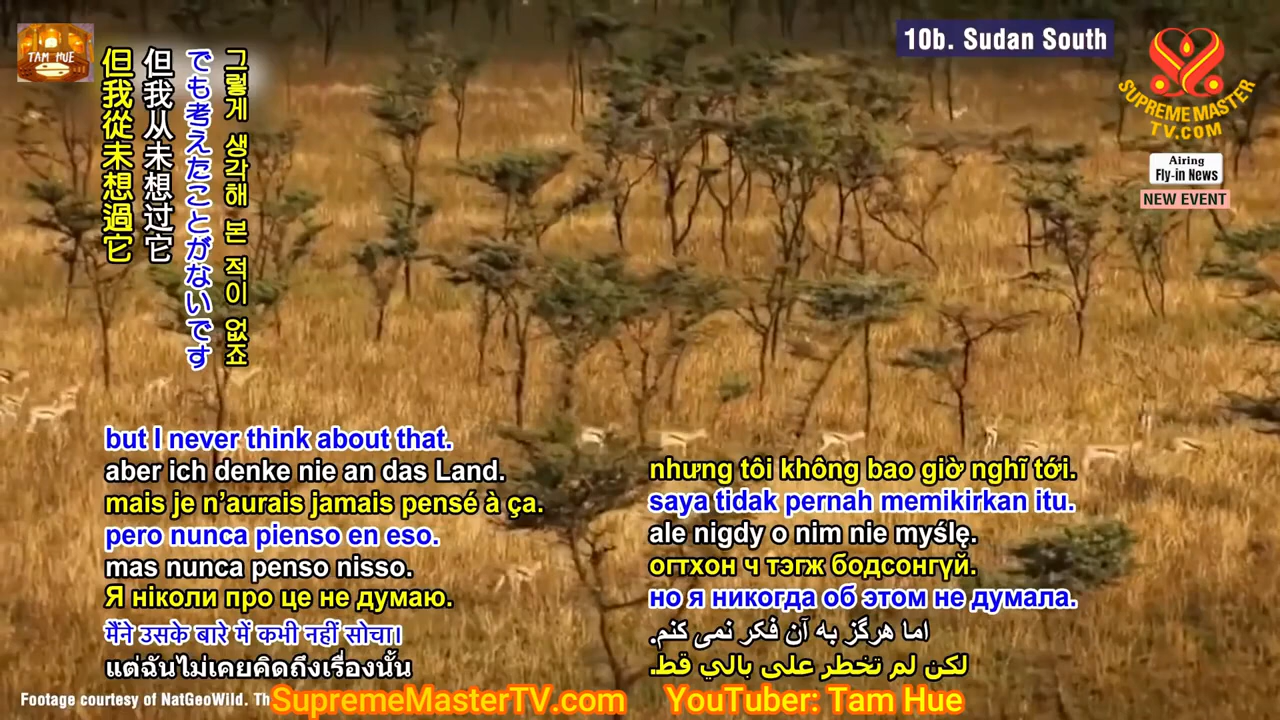 TAM HUE
10b. Sudan South
SUPREME MASTER
TV.COM
Airing
Fly-in News
NEW EVENT
但我從未想過它
但我从未想过它
でも考えたことがないです
그렇게 생각해 본 적이 없죠
but I never think about that.
aber ich denke nie an das Land.
mais je n’aurais jamais pensé à ça.
pero nunca pienso en eso.
mas nunca penso nisso.
Я ніколи про це не думаю.
मैंने उसके बारे में कभी नहीं सोचा।
แต่ฉันไม่เคยคิดถึงเรื่องนั้น
nhưng tôi không bao giờ nghĩ tới.
saya tidak pernah memikirkan itu.
ale nigdy o nim nie myślę.
огтхон ч тэгж бодсонгүй.
но я никогда об этом не думала.
اما هرگز به آن فکر نمی کنم.
لكن لم تخطر على بالي قط.
Footage courtesy of NatGeoWild. Th
SupremeMasterTV.com YouTuber: Tam Hue